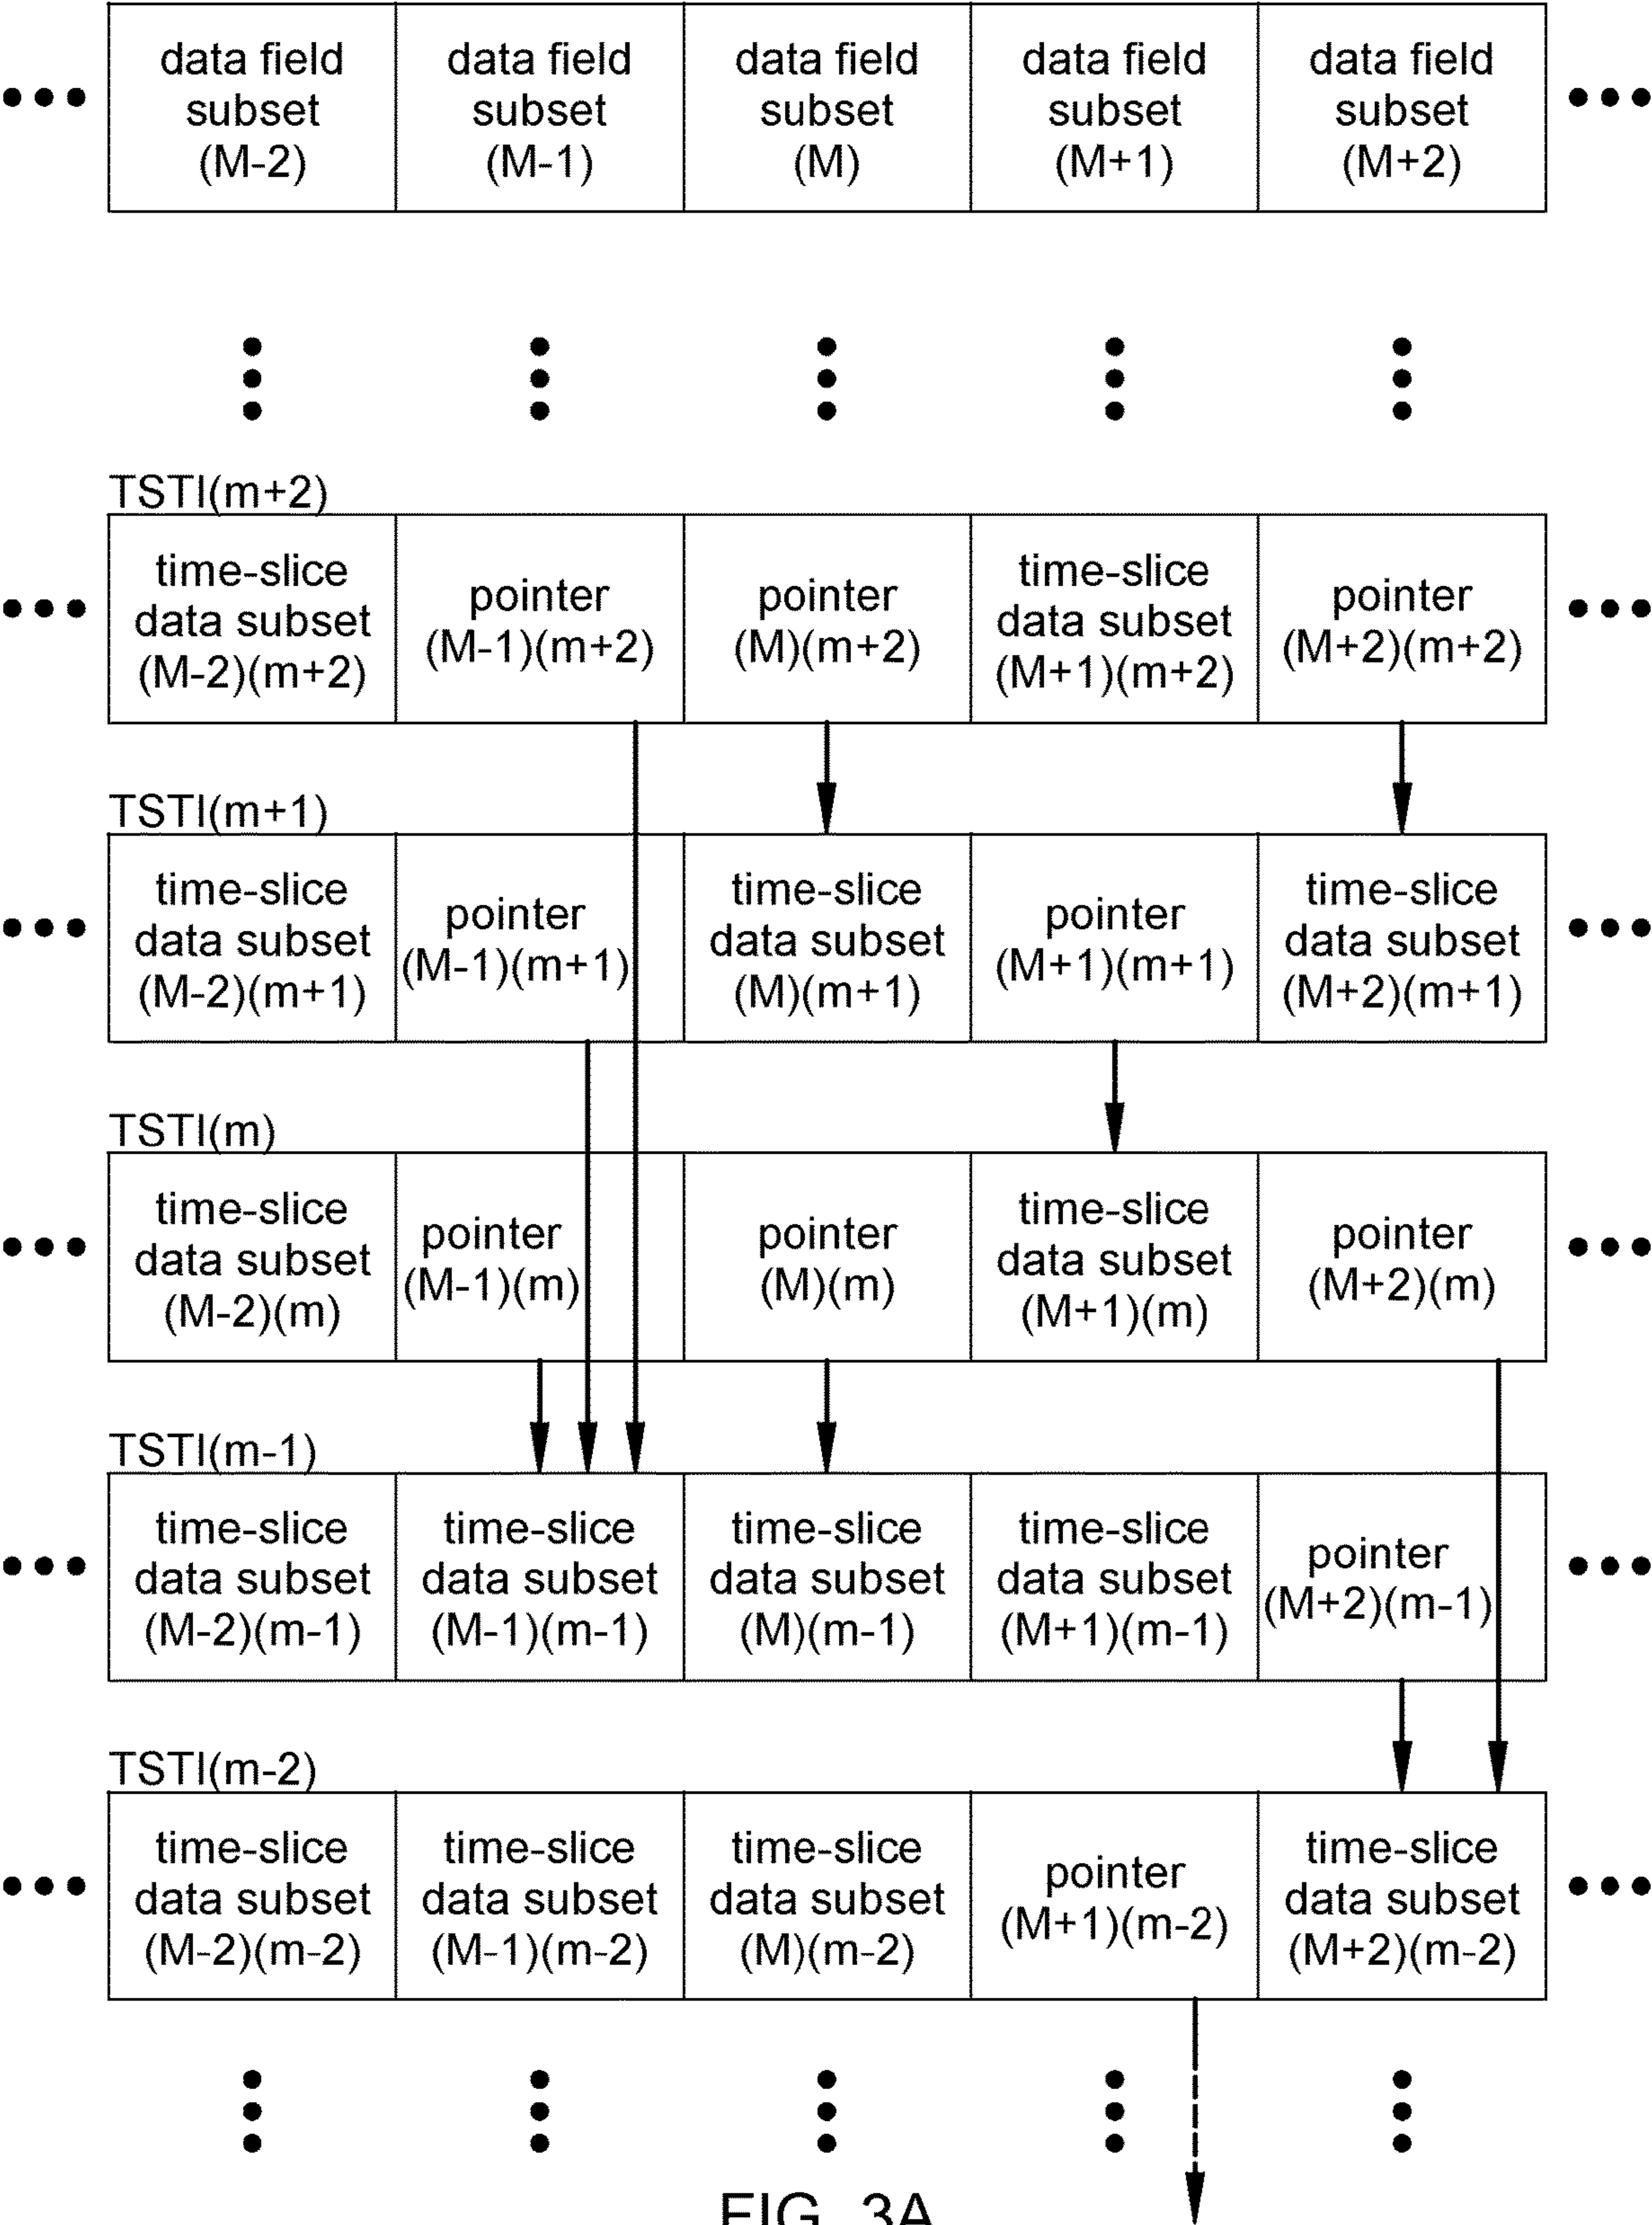 data field data field data field data field data field
subset subset subset subset subset
(M-2) (M-1) (M) (M+1) (M+2)
TSTI(m+2)
time-slice
data subset
(M-2)(m+2)
pointer
(M-1)(m+2)
pointer
(M)(m+2)
time-slice
data subset
(M+1)(m+2)
pointer
(M+2)(m+2)
TSTI(m+1)
time-slice
data subset
(M-2)(m+1)
pointer
(M-1)(m+1)
time-slice
data subset
(M)(m+1)
pointer
(M+1)(m+1)
time-slice
data subset
(M+2)(m+1)
TSTI(m)
time-slice
data subset
(M-2)(m)
pointer
(M-1)(m)
pointer
(M)(m)
time-slice
data subset
(M+1)(m)
pointer
(M+2)(m)
TSTI(m-1)
time-slice
data subset
(M-2)(m-1)
time-slice
data subset
(M-1)(m-1)
time-slice
data subset
(M)(m-1)
time-slice
data subset
(M+1)(m-1)
pointer
(M+2)(m-1)
TSTI(m-2)
time-slice
data subset
(M-2)(m-2)
time-slice
data subset
(M-1)(m-2)
time-slice
data subset
(M)(m-2)
pointer
(M+1)(m-2)
time-slice
data subset
(M+2)(m-2)
FIG. 3A